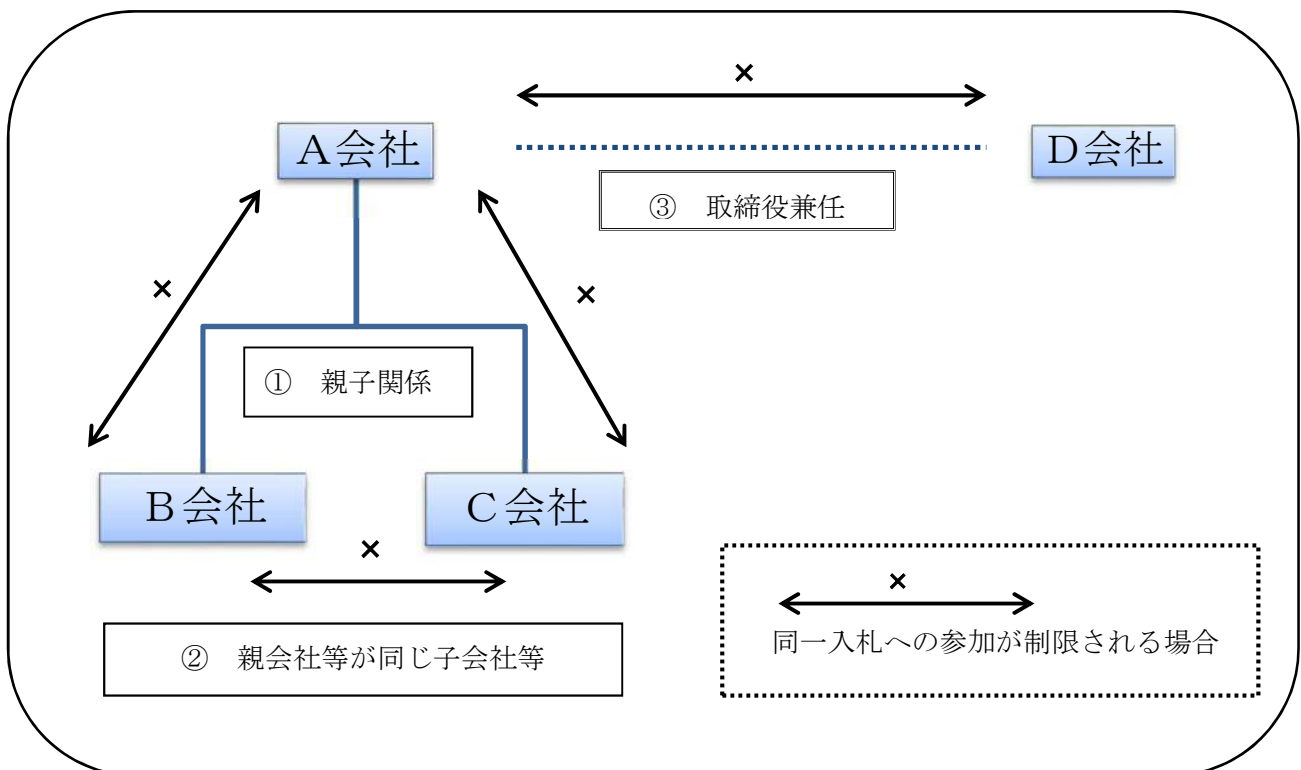 ×
A会社
D会社
③　取締役兼任
×
×
①　親子関係
B会社
C会社
×
②　親会社等が同じ子会社等
×
同一入札への参加が制限される場合